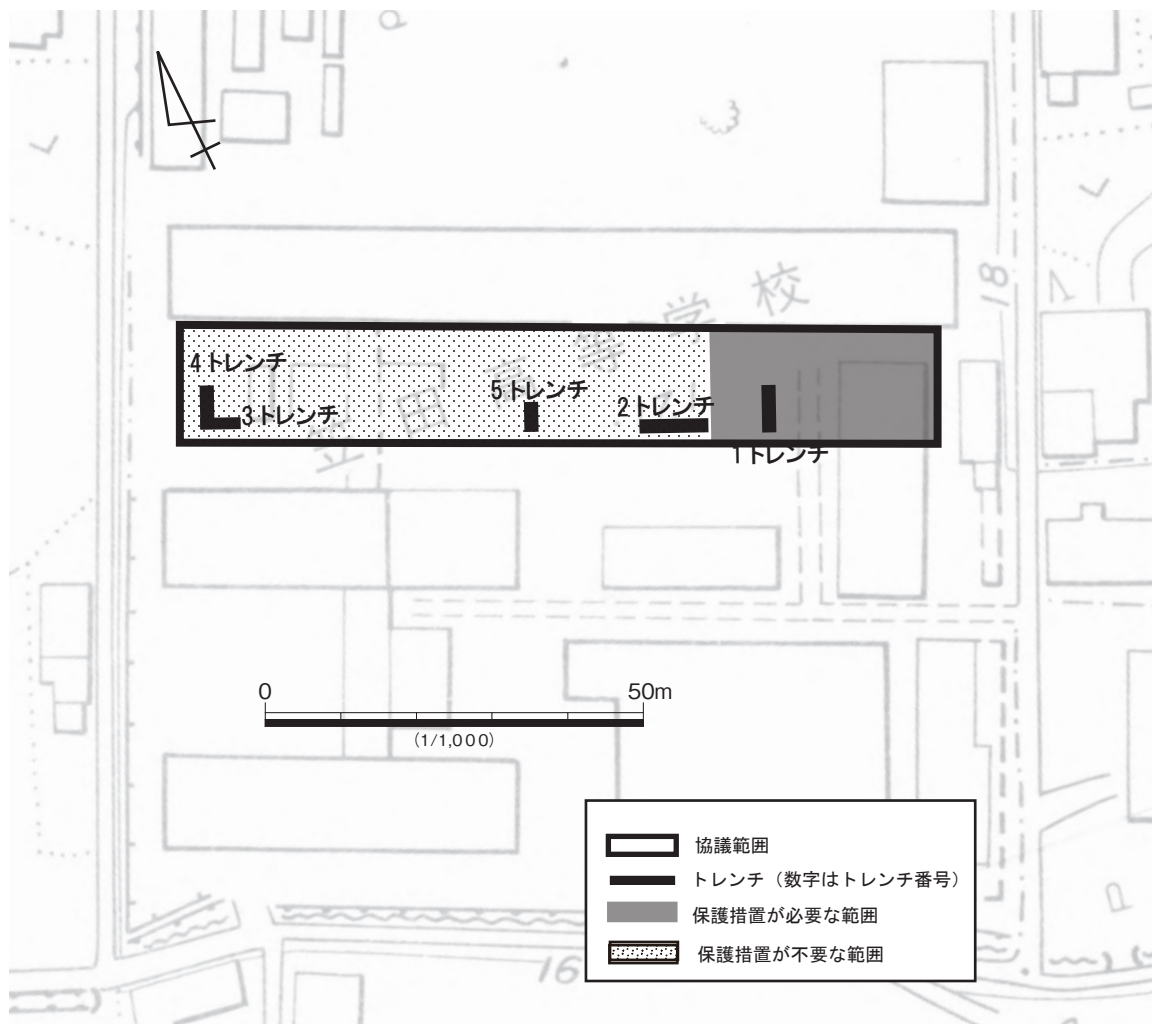 18
4トレンチ
3トレンチ
5トレンチ
2トレンチ
1トレンチ
田高等学校
0 50m
(1/1,000)
協議範囲
トレンチ（数字はトレンチ番号）
保護措置が必要な範囲
保護措置が不要な範囲
16